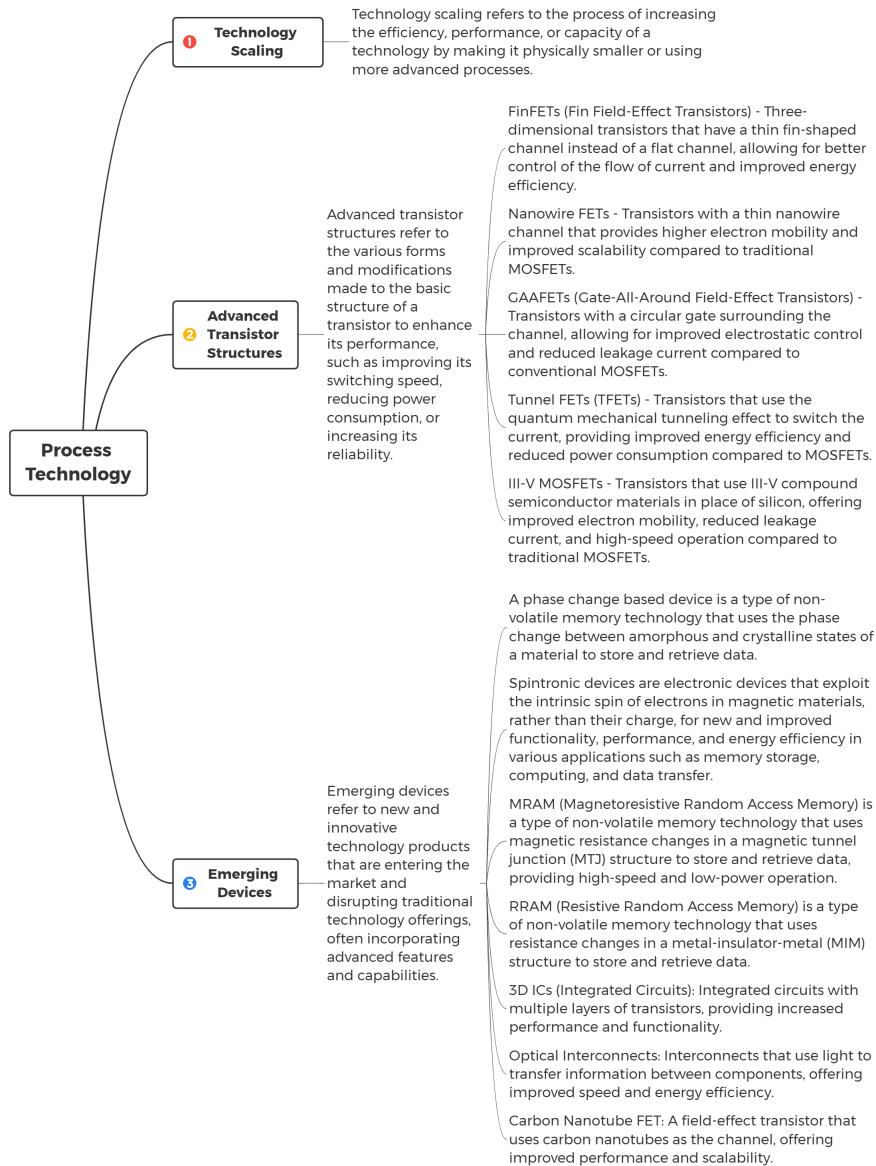 Technology scaling refers to the process of increasing
the efficiency, performance, or capacity of a
technology by making it physically smaller or using
more advanced processes.
1 Technology
Scaling
FinFETs (Fin Field-Effect Transistors) - Three-
dimensional transistors that have a thin fin-shaped
channel instead of a flat channel, allowing for better
control of the flow of current and improved energy
efficiency.
Nanowire FETs - Transistors with a thin nanowire
channel that provides higher electron mobility and
improved scalability compared to traditional
MOSFETs.
GAAFETs (Gate-All-Around Field-Effect Transistors) -
Transistors with a circular gate surrounding the
channel, allowing for improved electrostatic control
and reduced leakage current compared to
conventional MOSFETs.
Tunnel FETs (TFETs) - Transistors that use the
quantum mechanical tunneling effect to switch the
current, providing improved energy efficiency and
reduced power consumption compared to MOSFETs.
III-V MOSFETs - Transistors that use III-V compound
semiconductor materials in place of silicon, offering
improved electron mobility, reduced leakage
current, and high-speed operation compared to
traditional MOSFETs.
Advanced transistor
structures refer to
the various forms
and modifications
made to the basic
structure of a
transistor to enhance
its performance,
such as improving its
switching speed,
reducing power
consumption, or
increasing its
reliability.
2 Advanced
Transistor
Structures
Process
Technology
A phase change based device is a type of non-
volatile memory technology that uses the phase
change between amorphous and crystalline states of
a material to store and retrieve data.
Spintronic devices are electronic devices that exploit
the intrinsic spin of electrons in magnetic materials,
rather than their charge, for new and improved
functionality, performance, and energy efficiency in
various applications such as memory storage,
computing, and data transfer.
MRAM (Magnetoresistive Random Access Memory) is
a type of non-volatile memory technology that uses
magnetic resistance changes in a magnetic tunnel
junction (MTJ) structure to store and retrieve data,
providing high-speed and low-power operation.
RRAM (Resistive Random Access Memory) is a type
of non-volatile memory technology that uses
resistance changes in a metal-insulator-metal (MIM)
structure to store and retrieve data.
3D ICs (Integrated Circuits): Integrated circuits with
multiple layers of transistors, providing increased
performance and functionality.
Optical Interconnects: Interconnects that use light to
transfer information between components, offering
improved speed and energy efficiency.
Carbon Nanotube FET: A field-effect transistor that
uses carbon nanotubes as the channel, offering
improved performance and scalability.
Emerging devices
refer to new and
innovative
technology products
that are entering the
market and
disrupting traditional
technology offerings,
often incorporating
advanced features
and capabilities.
3 Emerging
Devices